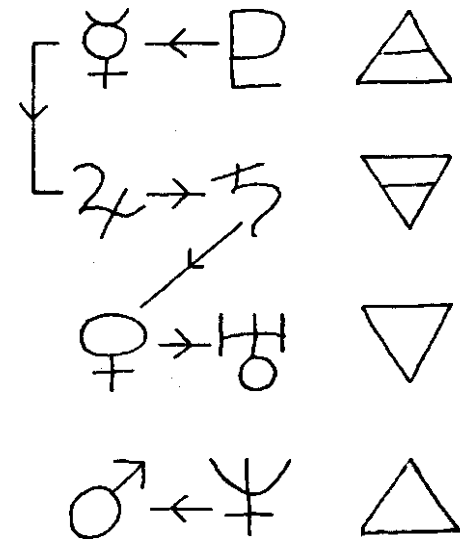 ☿ ← ♇ 🜁
♃ → ♄ 🜃
♀ → ♅ 🜄
♂ ← ♆ 🜂